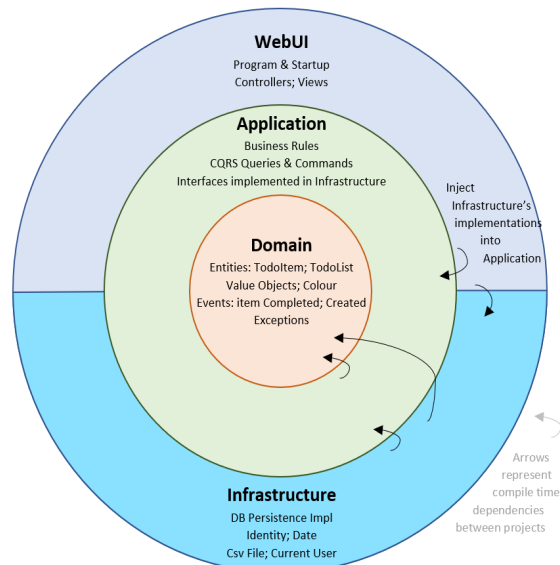 WebUI
Program & Startup
Controllers; Views
Application
Business Rules
CQRS Queries & Commands
Interfaces implemented in Infrastructure
Inject
Infrastructure's
implementations
into
Application
Domain
Entities: TodoItem; TodoList
Value Objects; Colour
Events: item Completed; Created
Exceptions
Arrows
represent
compile time
dependencies
between projects
Infrastructure
DB Persistence Impl
Identity; Date
Csv File; Current User